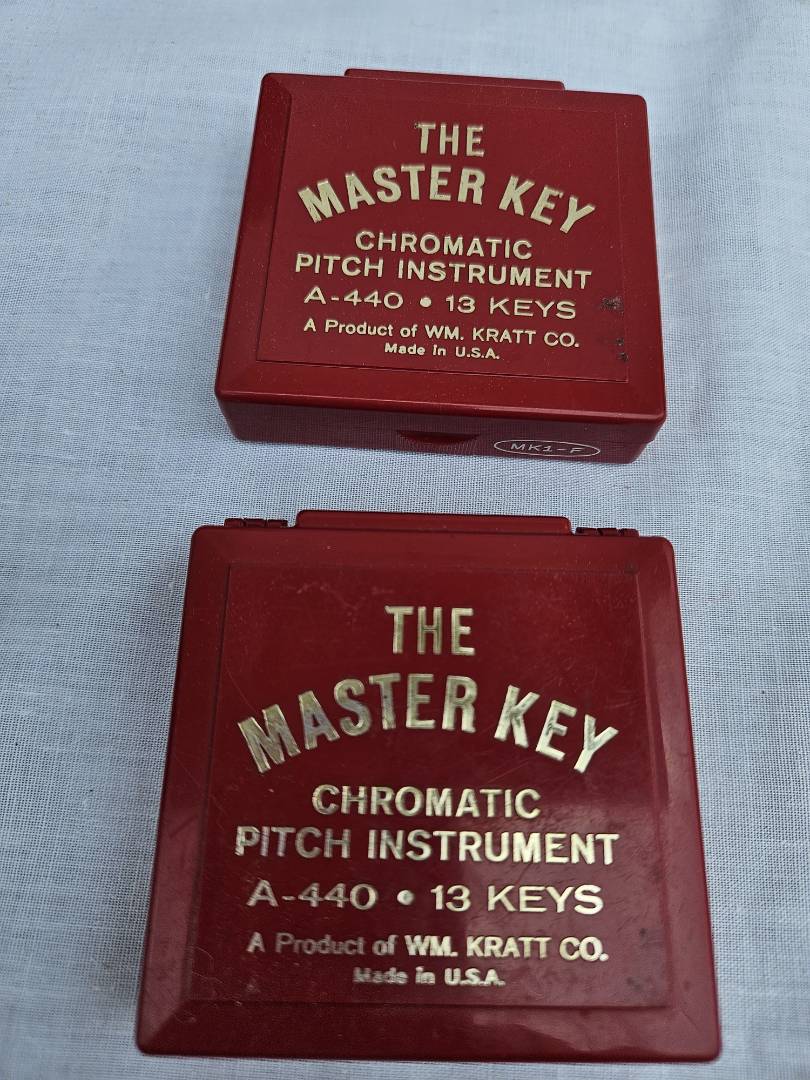 THE
MASTER KEY
CHROMATIC
PITCH INSTRUMENT
A-440 • 13 KEYS
A Product of WM. KRATT CO.
Made in U.S.A.
MK1-F
THE
MASTER KEY
CHROMATIC
PITCH INSTRUMENT
A-440 • 13 KEYS
A Product of WM. KRATT CO.
Made in U.S.A.